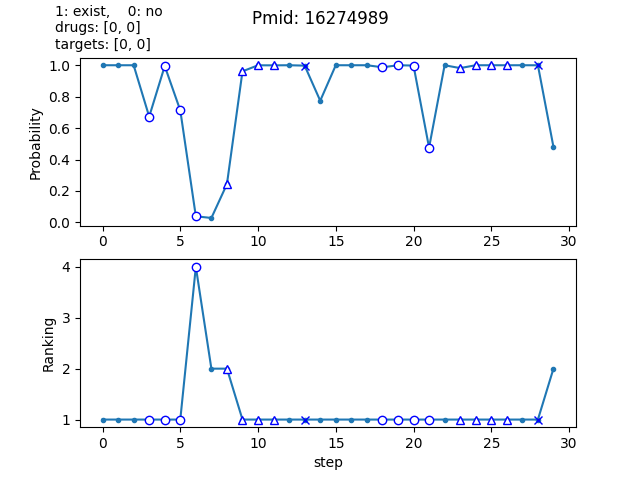 1: exist,    0: no
drugs: [0, 0]
targets: [0, 0]
Pmid: 16274989
Probability
1.0
0.8
0.6
0.4
0.2
0.0
0 5 10 15 20 25 30
Ranking
4
3
2
1
0 5 10 15 20 25 30
step